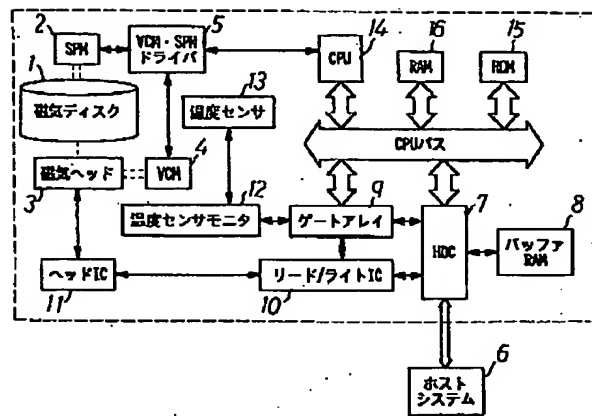 2
SPM
5
VCM・SPM
ドライバ
14
CPU
16
RAM
15
ROM
1
磁気ディスク
13
温度センサ
CPUバス
磁気ヘッド
3
VCM
4
12
温度センサモニタ
9
ゲートアレイ
7
HDC
8
バッファ
RAM
ヘッドIC
11
リード/ライトIC
10
6
ホスト
システム